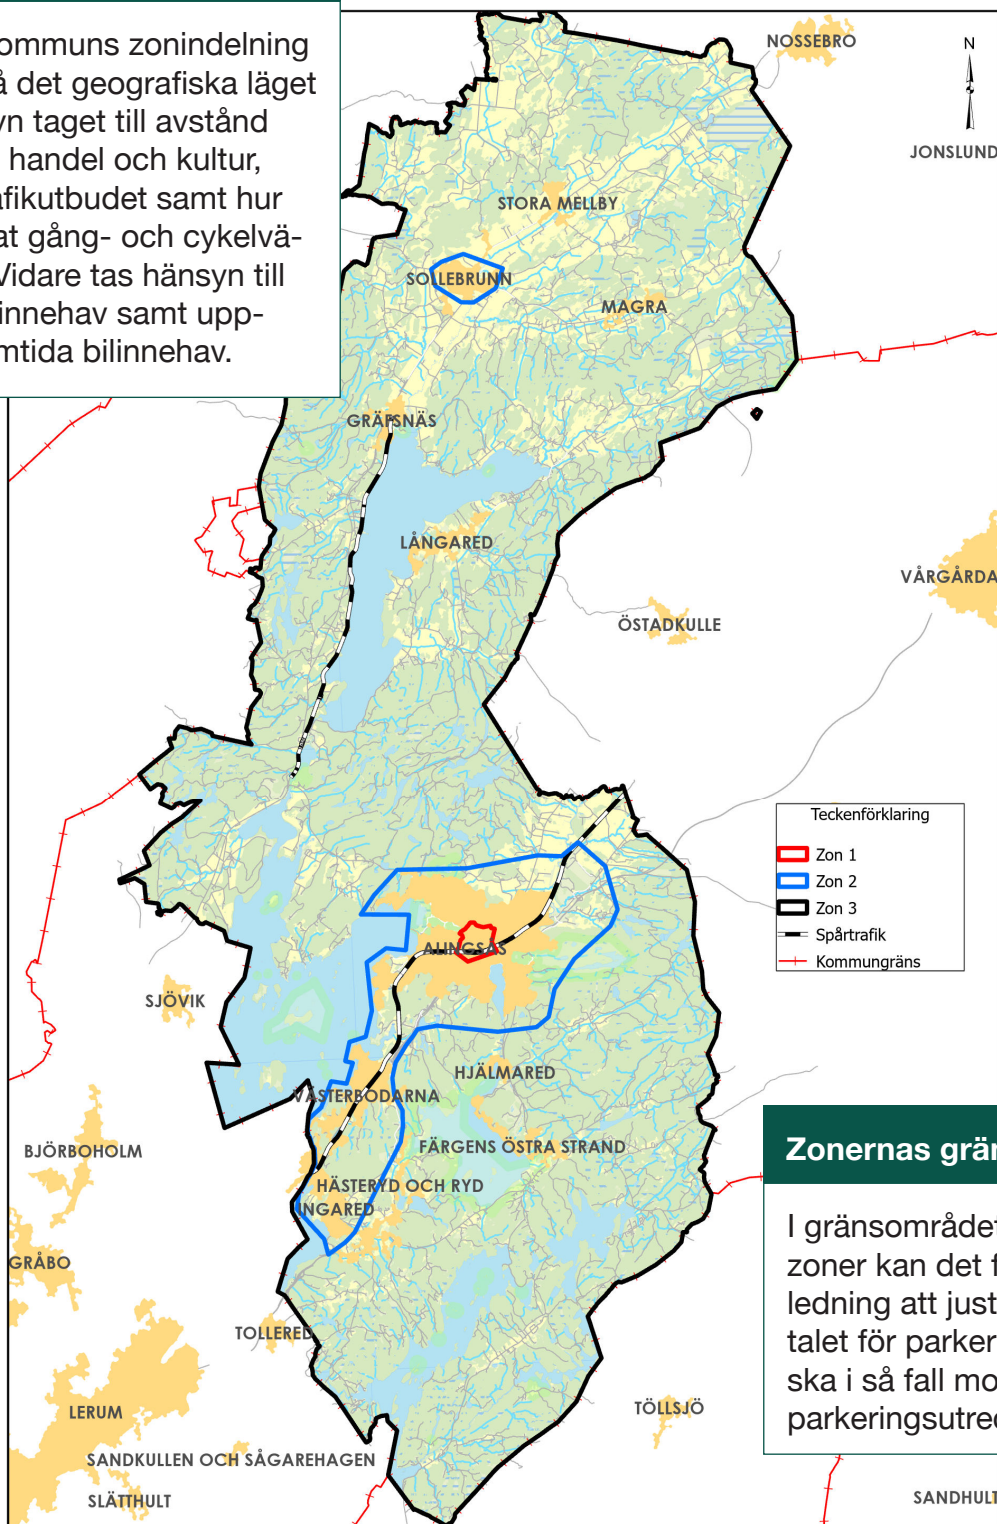 ommuns zonindelning
det geografiska läget
taget till avstånd
handel och kultur,
afikutbudet samt hur
at gång- och cykelvä-
Vidare tas hänsyn till
innehav samt upp-
mtida bilinnehav.
NOSSEBRO
N
JONSLUND
STORA MELLBY
SOLLEBRUNN
MAGRA
GRÄFSNÄS
LÅNGARED
VÅRGÅRDA
ÖSTADKULLE
Teckenförklaring
Zon 1
Zon 2
Zon 3
Spårtrafik
Kommungräns
ALINGSÅS
SJÖVIK
HJÄLMARED
VÄSTERBODARNA
BJÖRBOHOLM
FÄRGENS ÖSTRA STRAND
HÄSTERYD OCH RYD
INGARED
GRÅBO
TOLLERED
LERUM
TÖLLSJÖ
SANDKULLEN OCH SÅGAREHAGEN
SLÄTTHULT
SANDHULT
Zonernas grän
I gränsområdet
zoner kan det f
ledning att just
talet för parker
ska i så fall mo
parkeringsutred